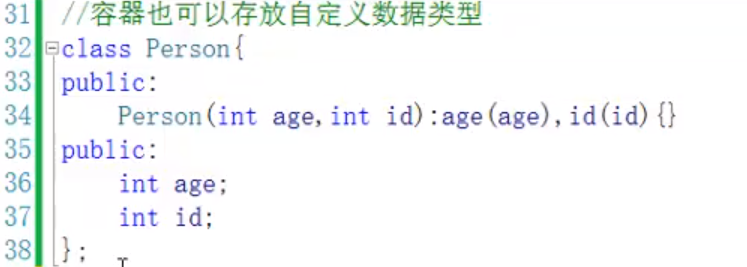 31 //容器也可以存放自定义数据类型
32 class Person{
33 public:
34 Person(int age,int id):age(age),id(id){}
35 public:
36 int age;
37 int id;
38 };